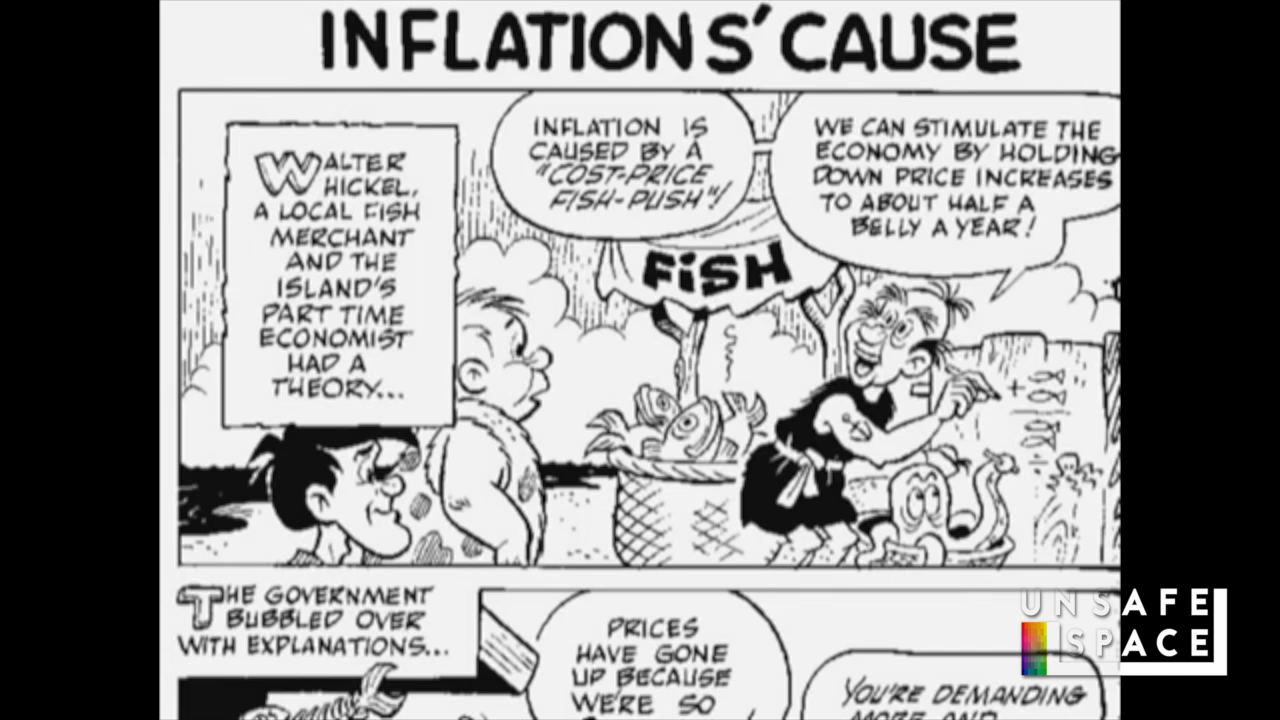 INFLATIONS' CAUSE
WALTER
HICKEL,
A LOCAL FISH
MERCHANT
AND THE
ISLAND'S
PART TIME
ECONOMIST
HAD A
THEORY...
INFLATION IS
CAUSED BY A
"COST-PRICE
FISH-PUSH"!
WE CAN STIMULATE THE
ECONOMY BY HOLDING
DOWN PRICE INCREASES
TO ABOUT HALF A
BELLY A YEAR!
FISH
THE GOVERNMENT
BUBBLED OVER
WITH EXPLANATIONS...
PRICES
HAVE GONE
UP BECAUSE
WE'RE SO
YOU'RE DEMANDING
MORE AND
UNSAFE
SPACE